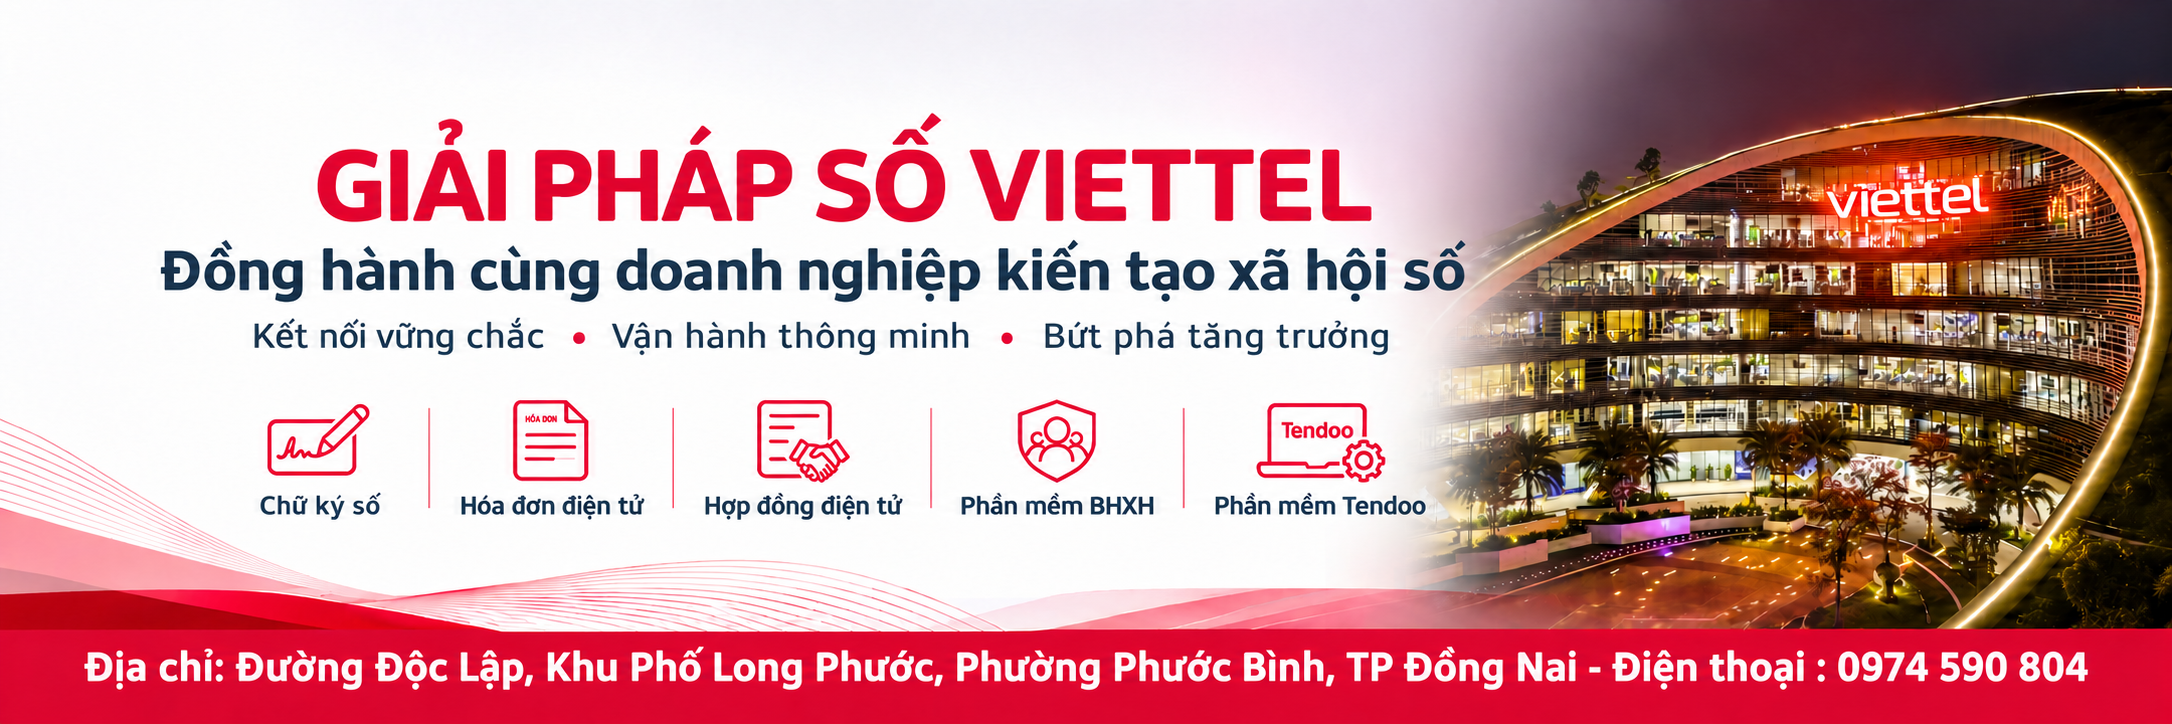 GIẢI PHÁP SỐ VIETTEL
viettel
Đồng hành cùng doanh nghiệp kiến tạo xã hội số
Kết nối vững chắc • Vận hành thông minh • Bứt phá tăng trưởng
HÓA ĐƠN
Tendoo
Chữ ký số
Hóa đơn điện tử
Hợp đồng điện tử
Phần mềm BHXH
Phần mềm Tendoo
Địa chỉ: Đường Độc Lập, Khu Phố Long Phước, Phường Phước Bình, TP Đồng Nai - Điện thoại : 0974 590 804